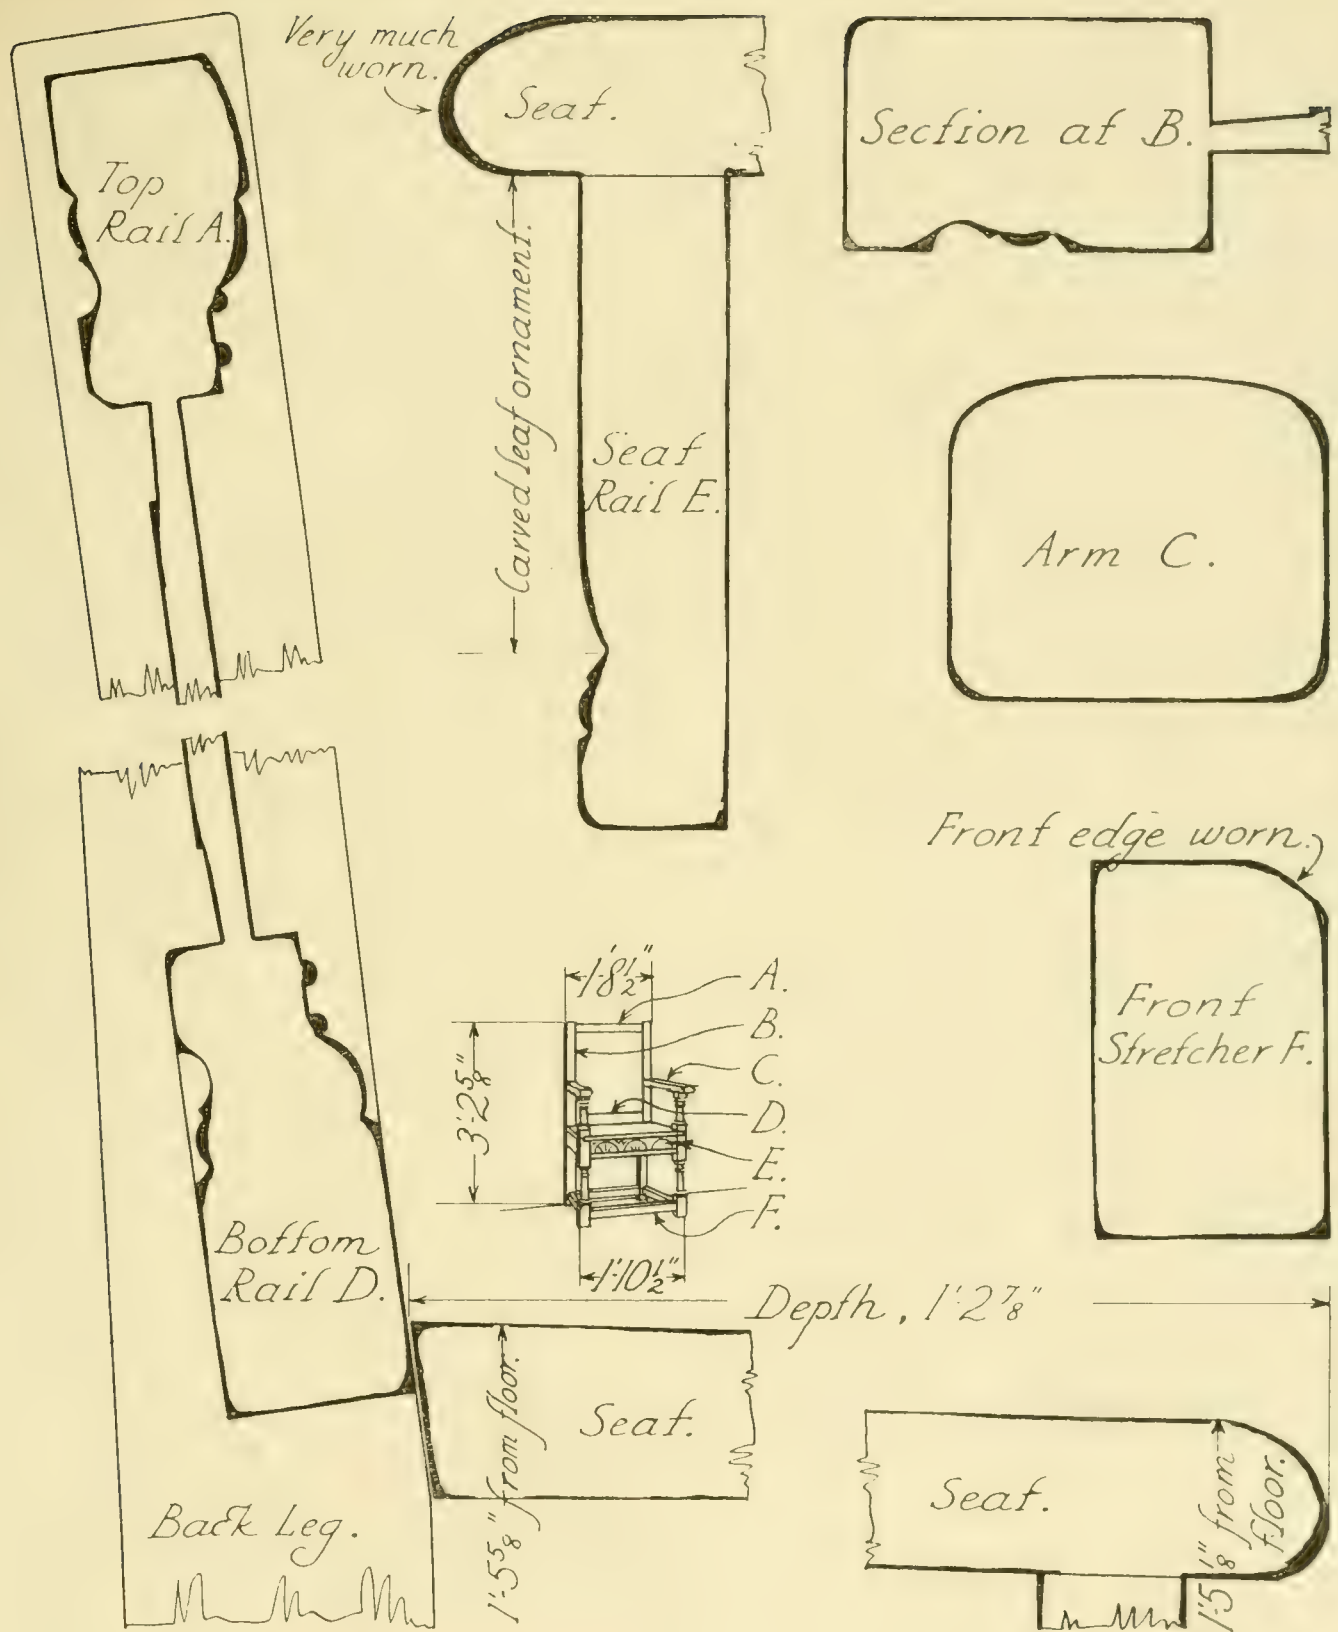 Very much
worn.
Seat.
Section at B.
Top
Rail A.
Carved leaf ornament.
Seat
Rail E.
Arm C.
Front edge worn.
Front
Stretcher F.
1'·8½"
A.
B.
C.
D.
E.
F.
3'·2⅝"
1'·10½"
Bottom
Rail D.
Depth, 1'·2⅞"
Seat.
1'·5⅝" from floor.
Back Leg.
Seat.
1'·5⅛" from
floor.